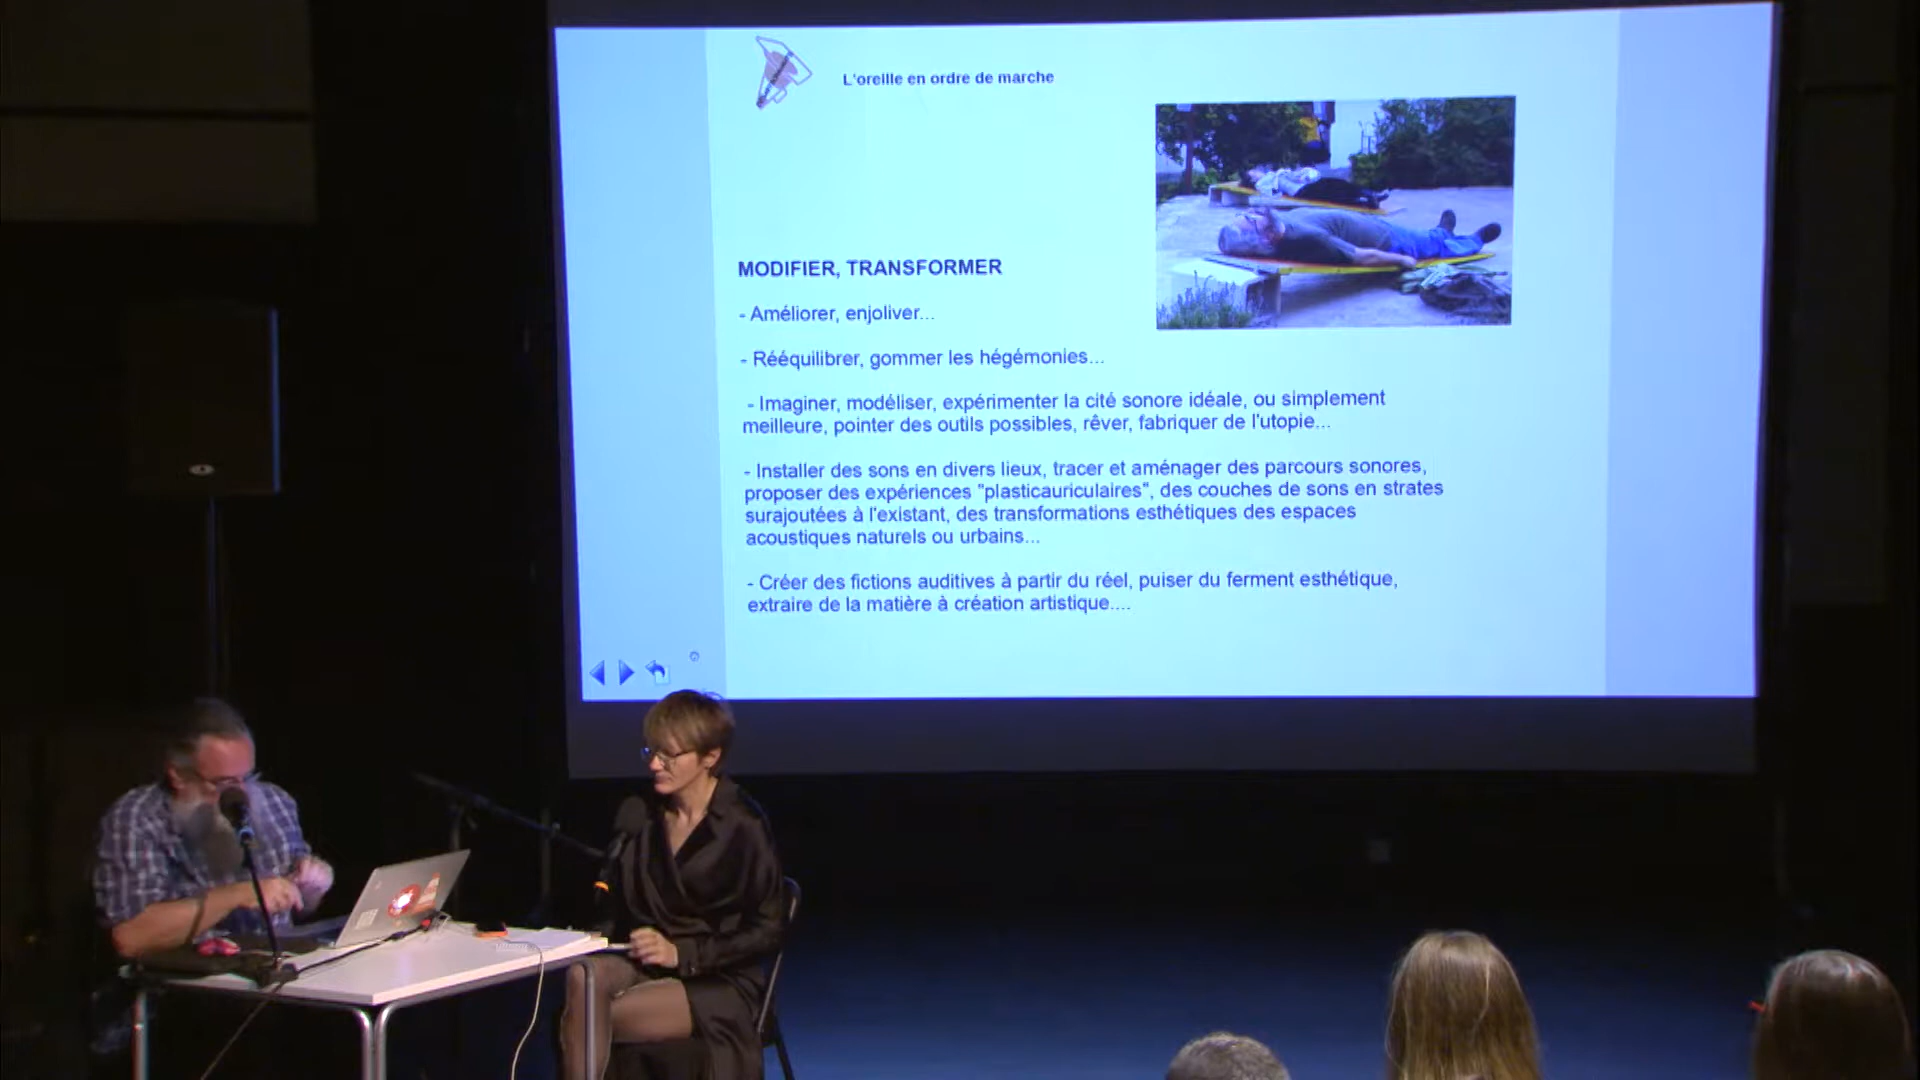 L'oreille en ordre de marche
MODIFIER, TRANSFORMER
- Améliorer, enjoliver...
- Rééquilibrer, gommer les hégémonies...
- Imaginer, modéliser, expérimenter la cité sonore idéale, ou simplement
meilleure, pointer des outils possibles, rêver, fabriquer de l'utopie...
- Installer des sons en divers lieux, tracer et aménager des parcours sonores,
proposer des expériences "plasticauriculaires", des couches de sons en strates
surajoutées à l'existant, des transformations esthétiques des espaces
acoustiques naturels ou urbains...
- Créer des fictions auditives à partir du réel, puiser du ferment esthétique,
extraire de la matière à création artistique....